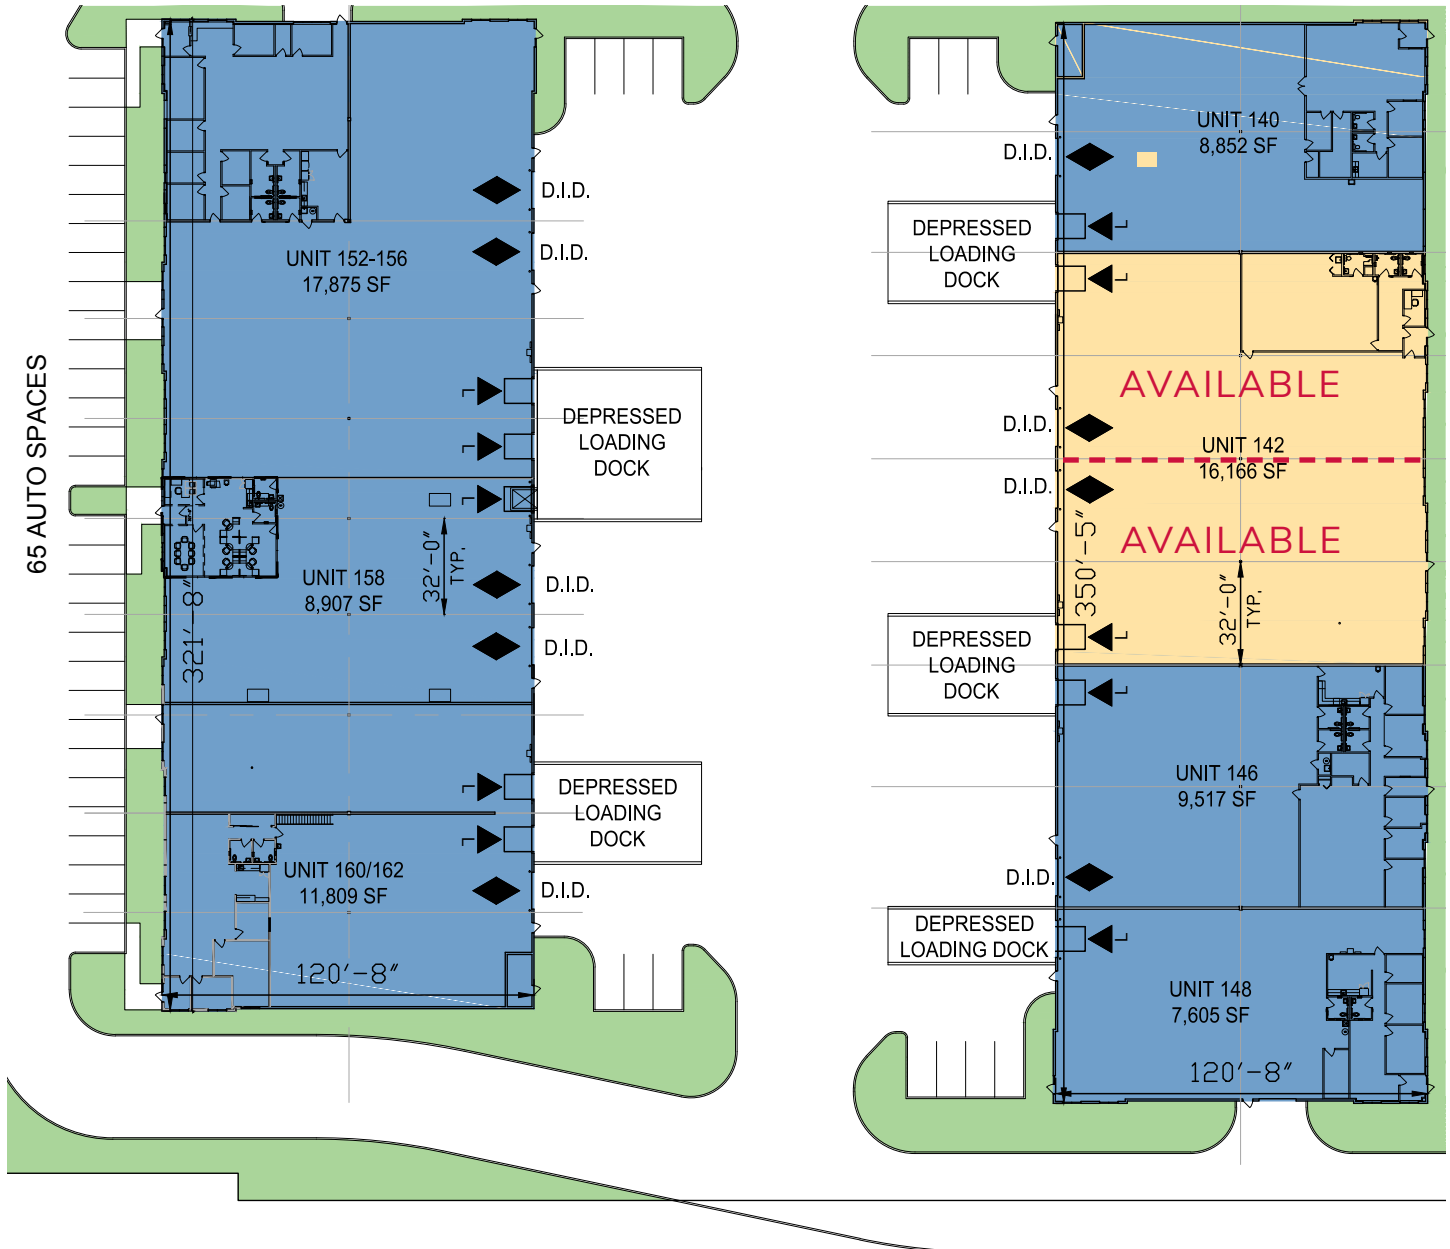 65 AUTO SPACES
UNIT 152-156
17,875 SF
D.I.D.
D.I.D.
L
L
L
DEPRESSED
LOADING
DOCK
UNIT 158
8,907 SF
32'-0"
TYP.
321'-8"
D.I.D.
D.I.D.
L
L
DEPRESSED
LOADING
DOCK
UNIT 160/162
11,809 SF
D.I.D.
120'-8"
UNIT 140
8,852 SF
D.I.D.
L
DEPRESSED
LOADING
DOCK
L
AVAILABLE
D.I.D.
UNIT 142
16,166 SF
D.I.D.
AVAILABLE
350'-5"
32'-0"
TYP.
L
DEPRESSED
LOADING
DOCK
L
UNIT 146
9,517 SF
D.I.D.
DEPRESSED
LOADING DOCK
L
UNIT 148
7,605 SF
120'-8"